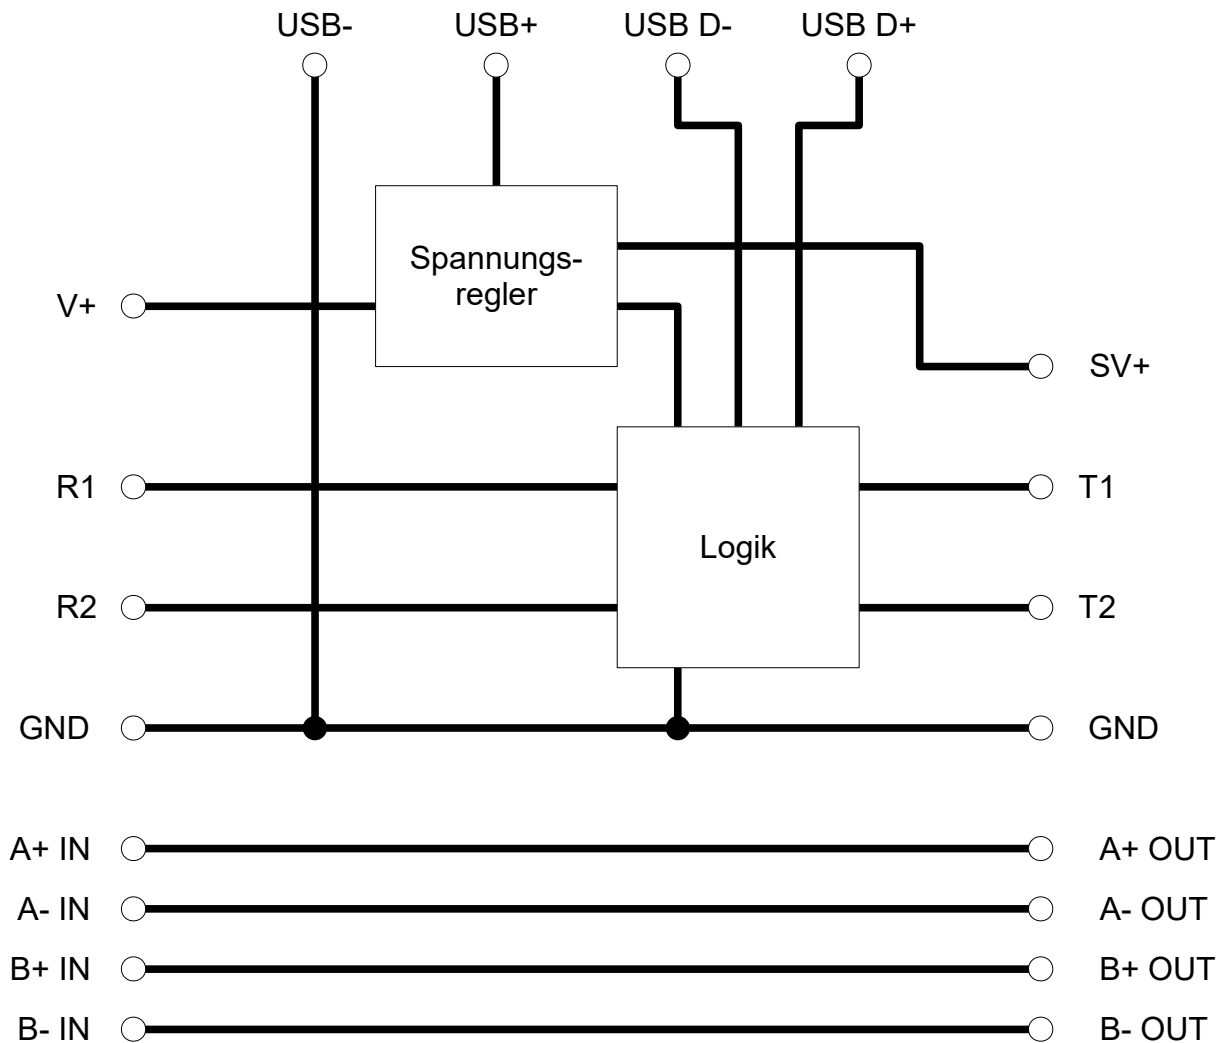 USB-
USB+
USB D-
USB D+
Spannungs-
regler
V+
SV+
R1
T1
Logik
R2
T2
GND
GND
A+ IN
A+ OUT
A- IN
A- OUT
B+ IN
B+ OUT
B- IN
B- OUT